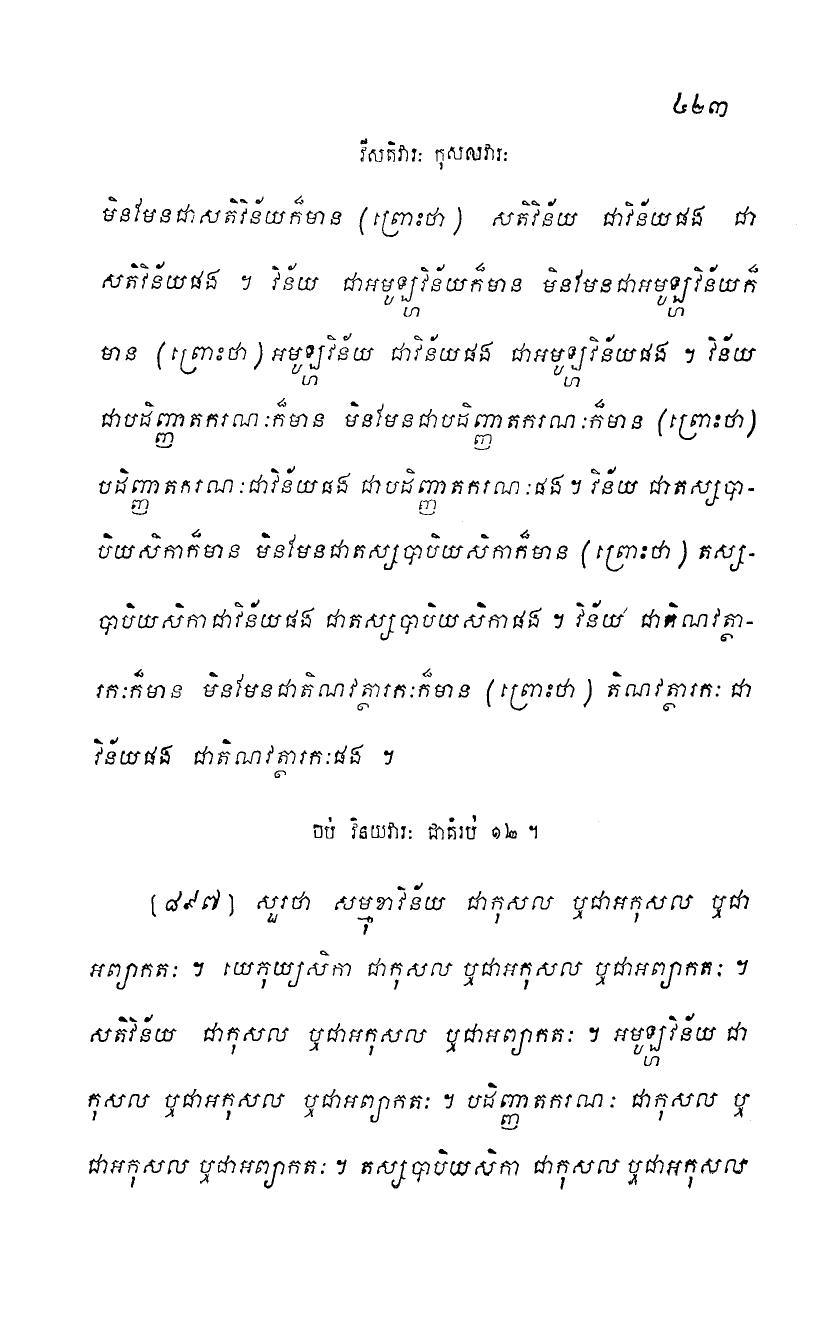 ៤២៣
វីសតិវារៈ កុសលវារៈ
មិនមែនជាសតិវិន័យក៏មាន (ព្រោះថា) សតិវិន័យ ជាវិន័យផង ជា
សតិវិន័យផង ។ វិន័យ ជាអមូឡ្ហវិន័យក៏មាន មិនមែនជាអមូឡ្ហវិន័យក៏
មាន (ព្រោះថា) អមូឡ្ហវិន័យ ជាវិន័យផង ជាអមូឡ្ហវិន័យផង ។ វិន័យ
ជាបដិញ្ញាតករណៈក៏មាន មិនមែនជាបដិញ្ញាតករណៈក៏មាន (ព្រោះថា)
បដិញ្ញាតករណៈជាវិន័យផង ជាបដិញ្ញាតករណៈផង ។ វិន័យ ជាតស្សបា-
បិយសិកាក៏មាន មិនមែនជាតស្សបាបិយសិកាក៏មាន (ព្រោះថា) តស្ស-
បាបិយសិកាជាវិន័យផង ជាតស្សបាបិយសិកាផង ។ វិន័យ ជាតិណវត្ថា-
រកៈក៏មាន មិនមែនជាតិណវត្ថារកៈក៏មាន (ព្រោះថា) តិណវត្ថារកៈ ជា
វិន័យផង ជាតិណវត្ថារកៈផង ។
ចប់ វិនយវារៈ ជាគំរប់ ១២ ។
[៨៩៧] សួរថា សម្មុខាវិន័យ ជាកុសល ឬជាអកុសល ឬជា
អព្យាកតៈ ។ យេភុយ្យសិកា ជាកុសល ឬជាអកុសល ឬជាអព្យាកតៈ ។
សតិវិន័យ ជាកុសល ឬជាអកុសល ឬជាអព្យាកតៈ ។ អមូឡ្ហវិន័យ ជា
កុសល ឬជាអកុសល ឬជាអព្យាកតៈ ។ បដិញ្ញាតករណៈ ជាកុសល ឬ
ជាអកុសល ឬជាអព្យាកតៈ ។ តស្សបាបិយសិកា ជាកុសល ឬជាអកុសល